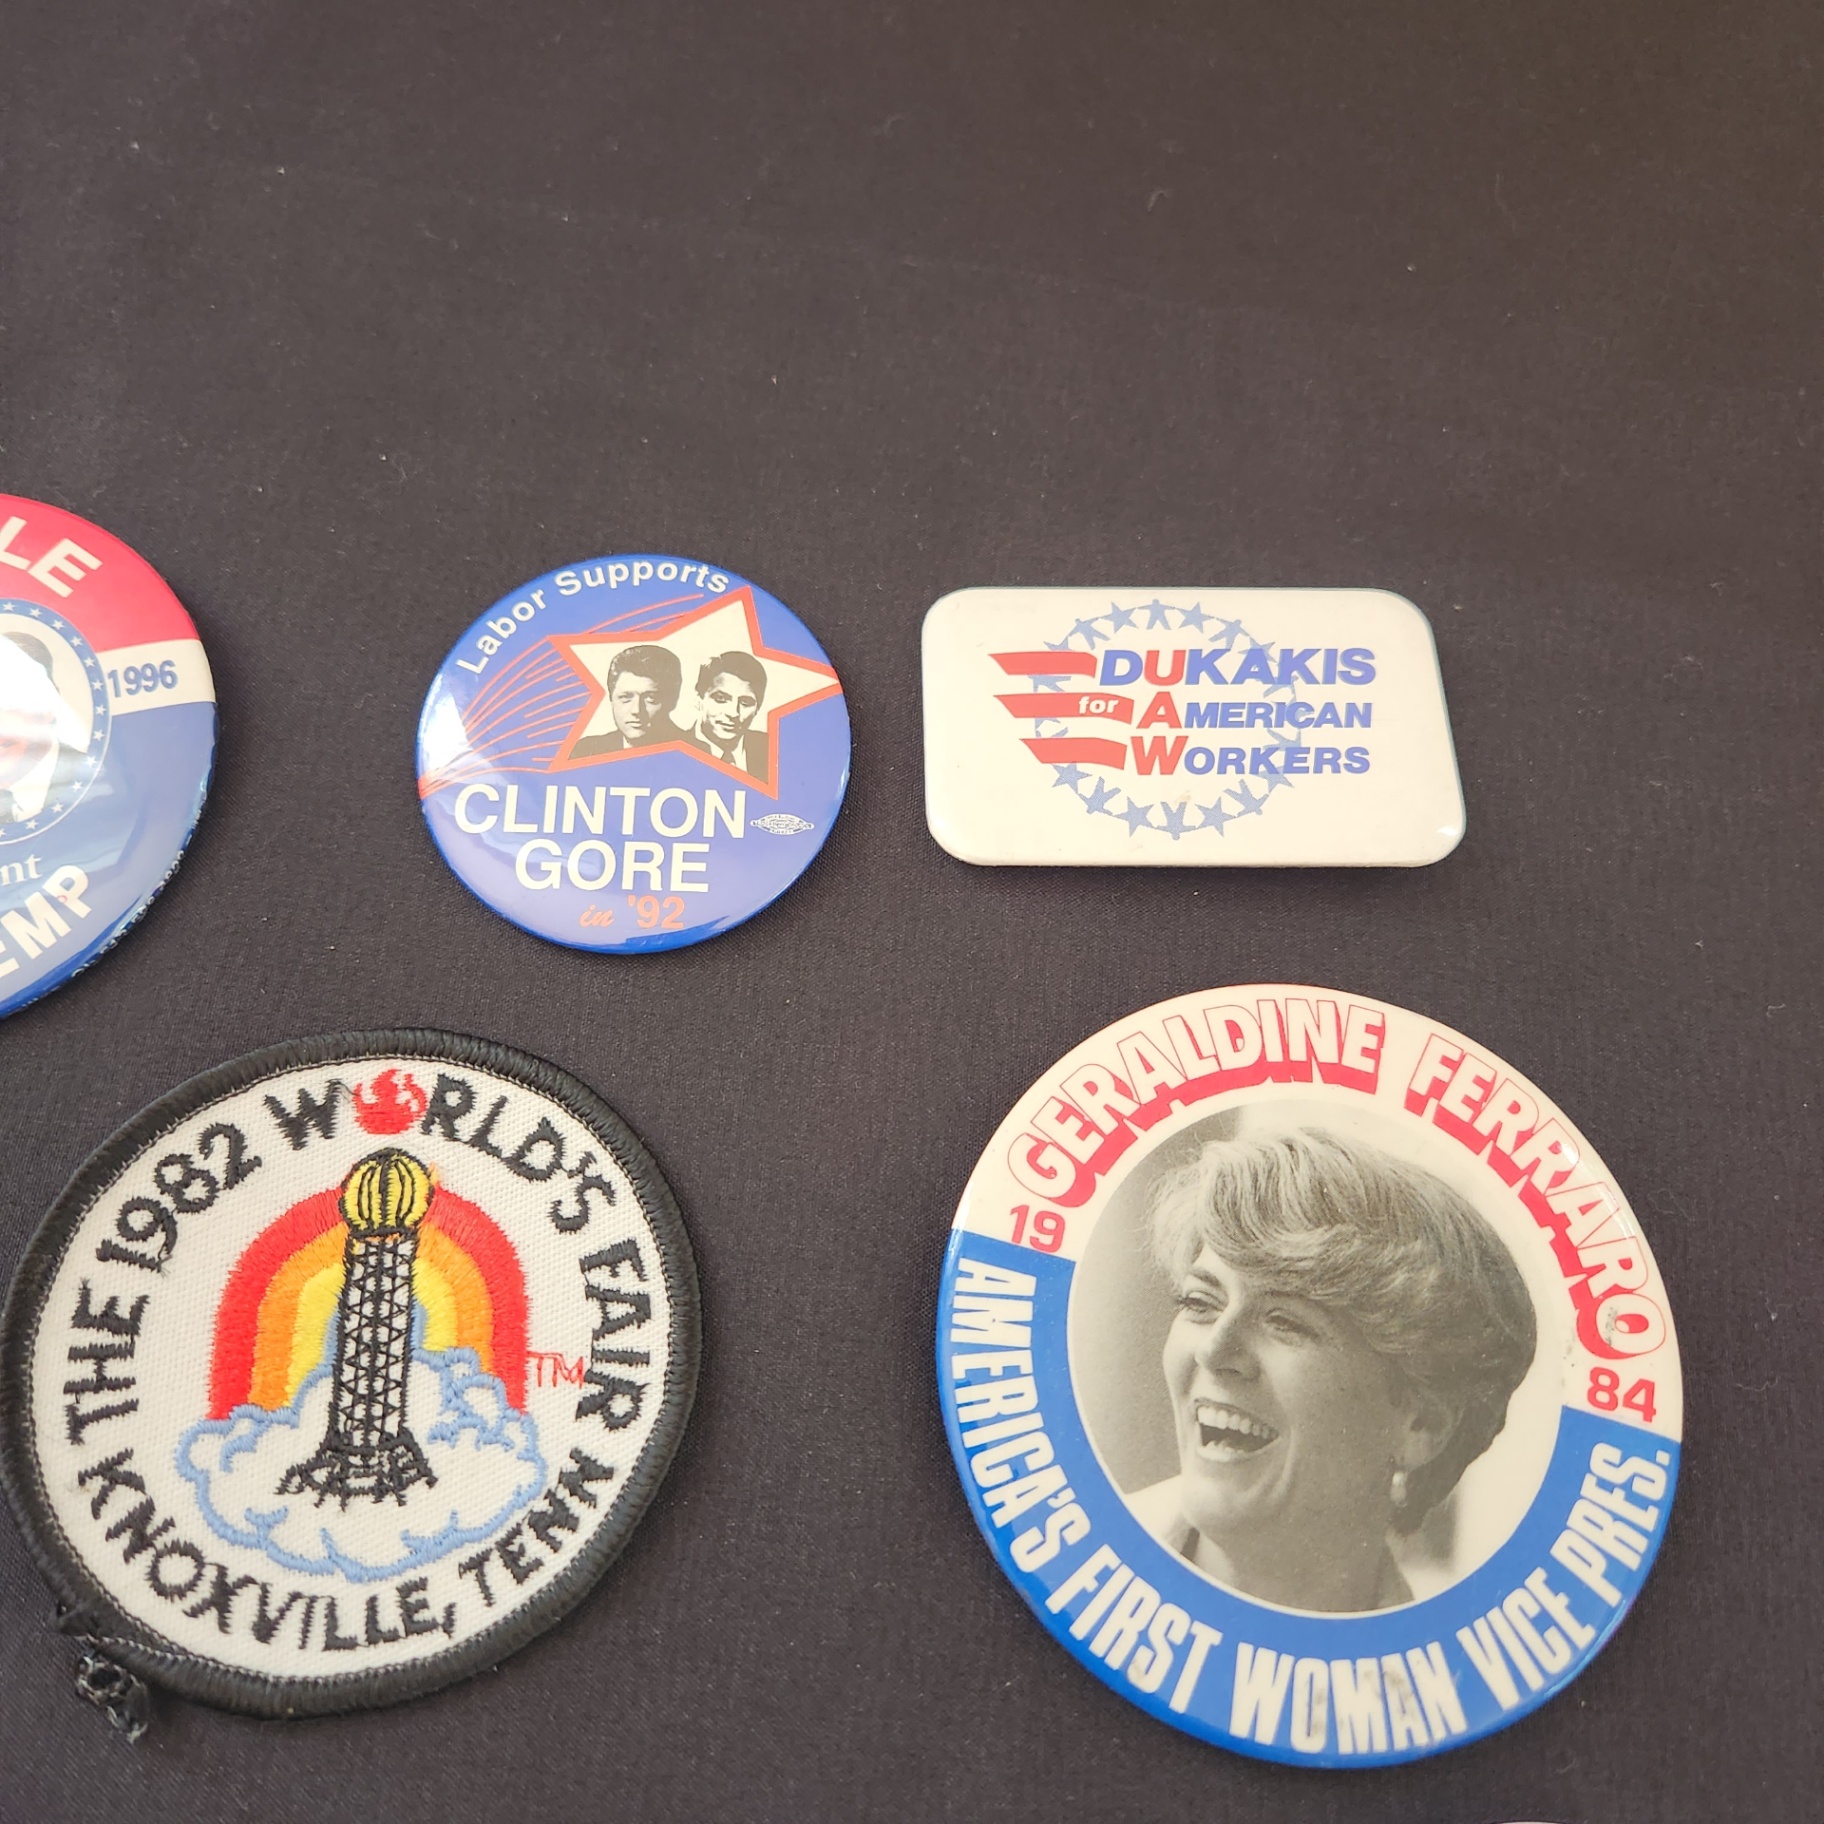 LE
1996
nt
EMP
Labor Supports
CLINTON
GORE
in '92
DUKAKIS
for AMERICAN
WORKERS
THE 1982 WORLD'S FAIR
TM
KNOXVILLE, TENN
GERALDINE FERRARO
19 84
AMERICA'S FIRST WOMAN VICE PRES.